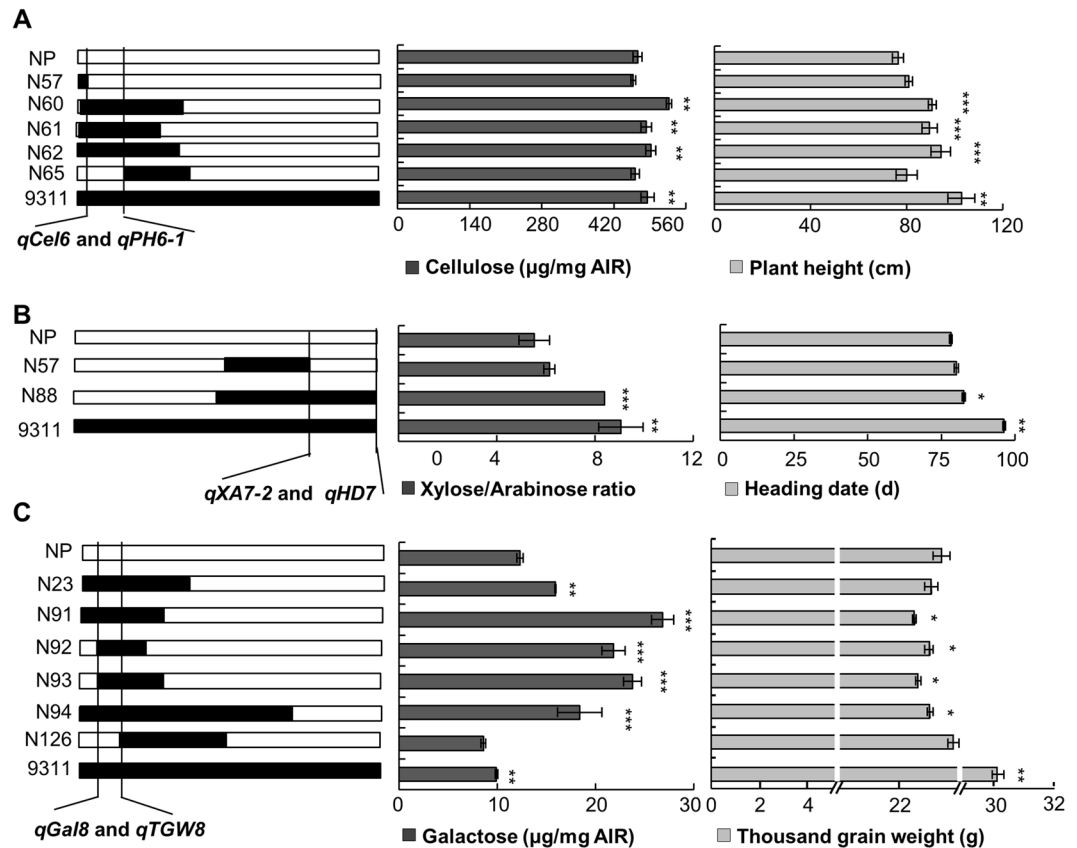 A
NP
N57
N60
N61
N62
N65
9311
qCel6 and qPH6-1
**
**
**
**
0 140 280 420 560
Cellulose (µg/mg AIR)
***
***
***
**
0 40 80 120
Plant height (cm)
B
NP
N57
N88
9311
qXA7-2 and qHD7
***
**
0 4 8 12
Xylose/Arabinose ratio
*
**
0 25 50 75 100
Heading date (d)
C
NP
N23
N91
N92
N93
N94
N126
9311
qGal8 and qTGW8
**
***
***
***
***
**
0 10 20 30
Galactose (µg/mg AIR)
*
*
*
*
**
0 2 4 22 30 32
Thousand grain weight (g)